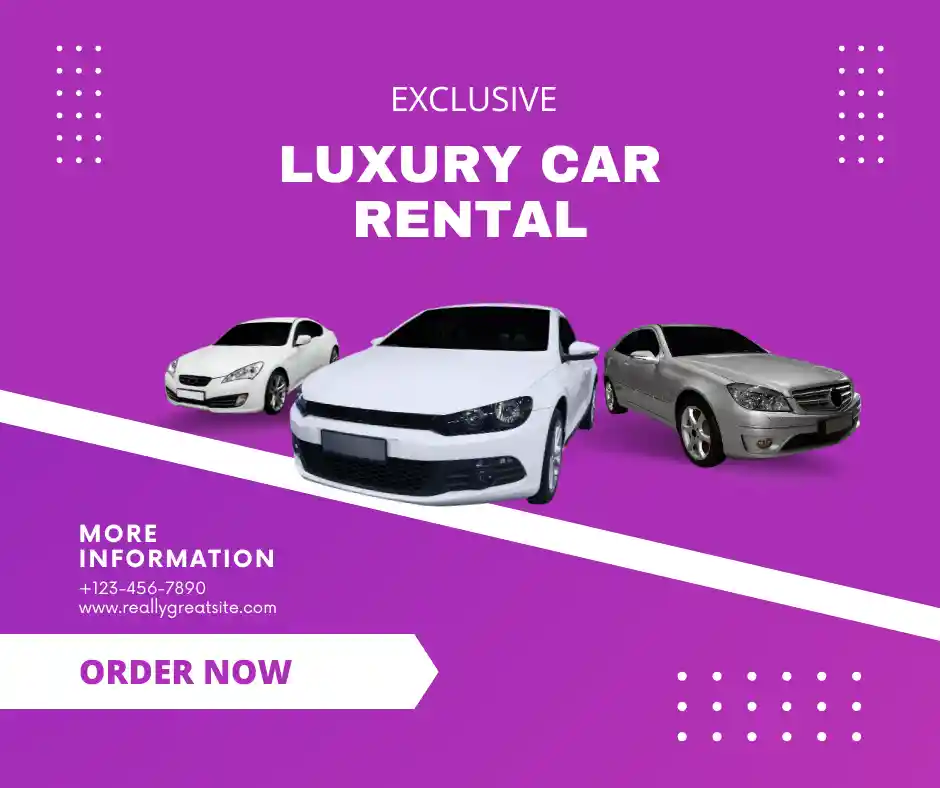 EXCLUSIVE
LUXURY CAR
RENTAL
MORE
INFORMATION
+123-456-7890
www.reallygreatsite.com
ORDER NOW